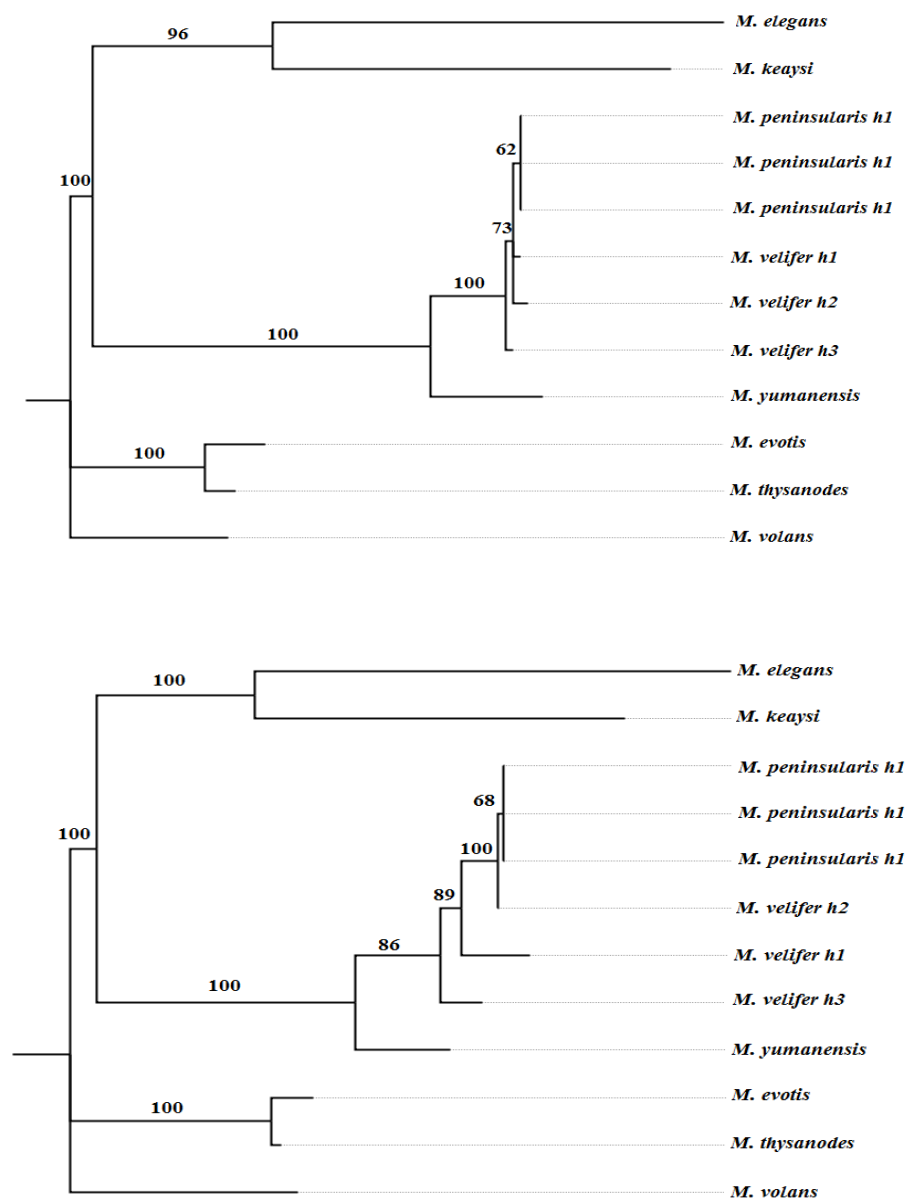 M. elegans
96
M. keaysi
M. peninsularis h1
62
M. peninsularis h1
100
M. peninsularis h1
73
M. velifer h1
100
M. velifer h2
100
M. velifer h3
M. yumanensis
M. evotis
100
M. thysanodes
M. volans
M. elegans
100
M. keaysi
M. peninsularis h1
68
M. peninsularis h1
100
100
M. peninsularis h1
89
M. velifer h2
86
M. velifer h1
100
M. velifer h3
M. yumanensis
M. evotis
100
M. thysanodes
M. volans